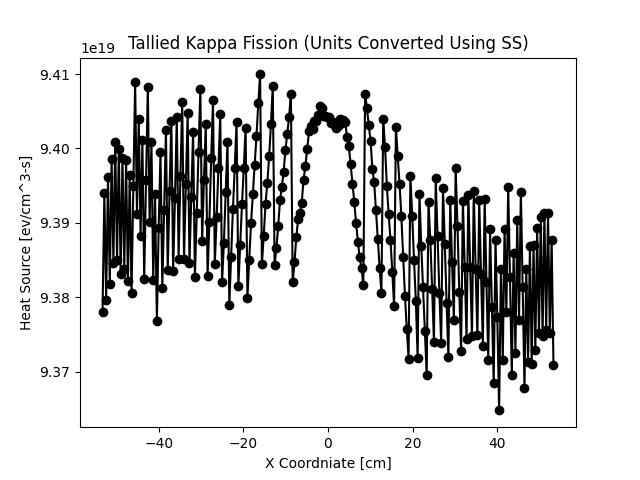 Tallied Kappa Fission (Units Converted Using SS)
1e19
9.41
9.40
9.39
9.38
9.37
Heat Source [ev/cm^3-s]
−40
−20
0
20
40
X Coordniate [cm]